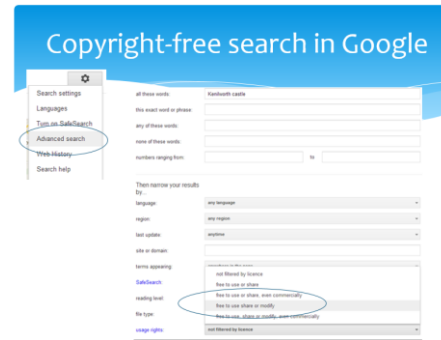 Copyright-free search in Google
Search settings
Languages
Turn on SafeSearch
Advanced search
Web History
Search help
all these words: Kenilworth castle
this exact word or phrase:
any of these words:
none of these words:
numbers ranging from: to
Then narrow your results
by...
language: any language
region: any region
last update: anytime
site or domain:
terms appearing:
not filtered by licence
SafeSearch: free to use or share
reading level: free to use or share, even commercially
free to use share or modify
file type: free to use, share or modify, even commercially
usage rights: not filtered by licence